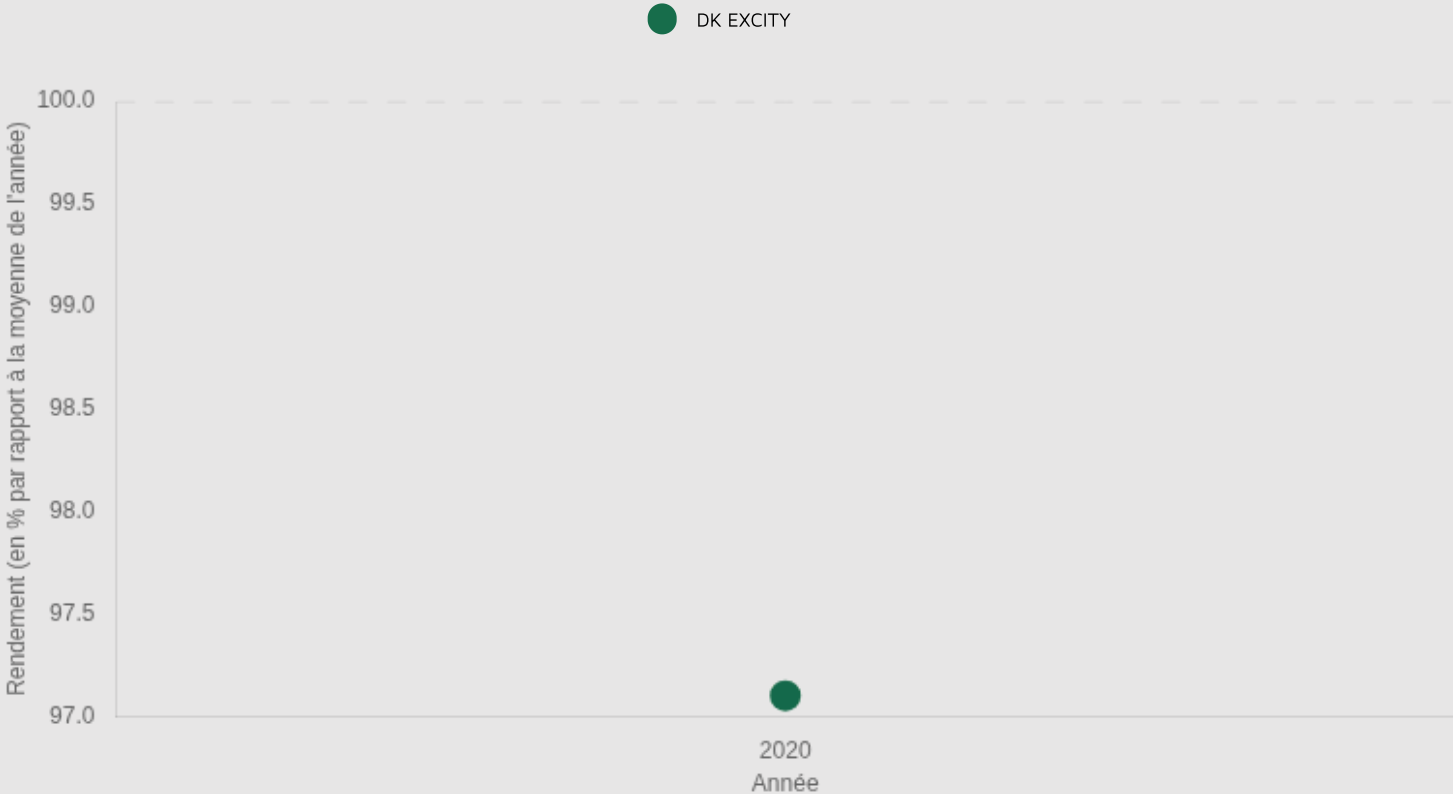 DK EXCITY
Rendement (en % par rapport à la moyenne de l'année)
100.0
99.5
99.0
98.5
98.0
97.5
97.0
2020
Année